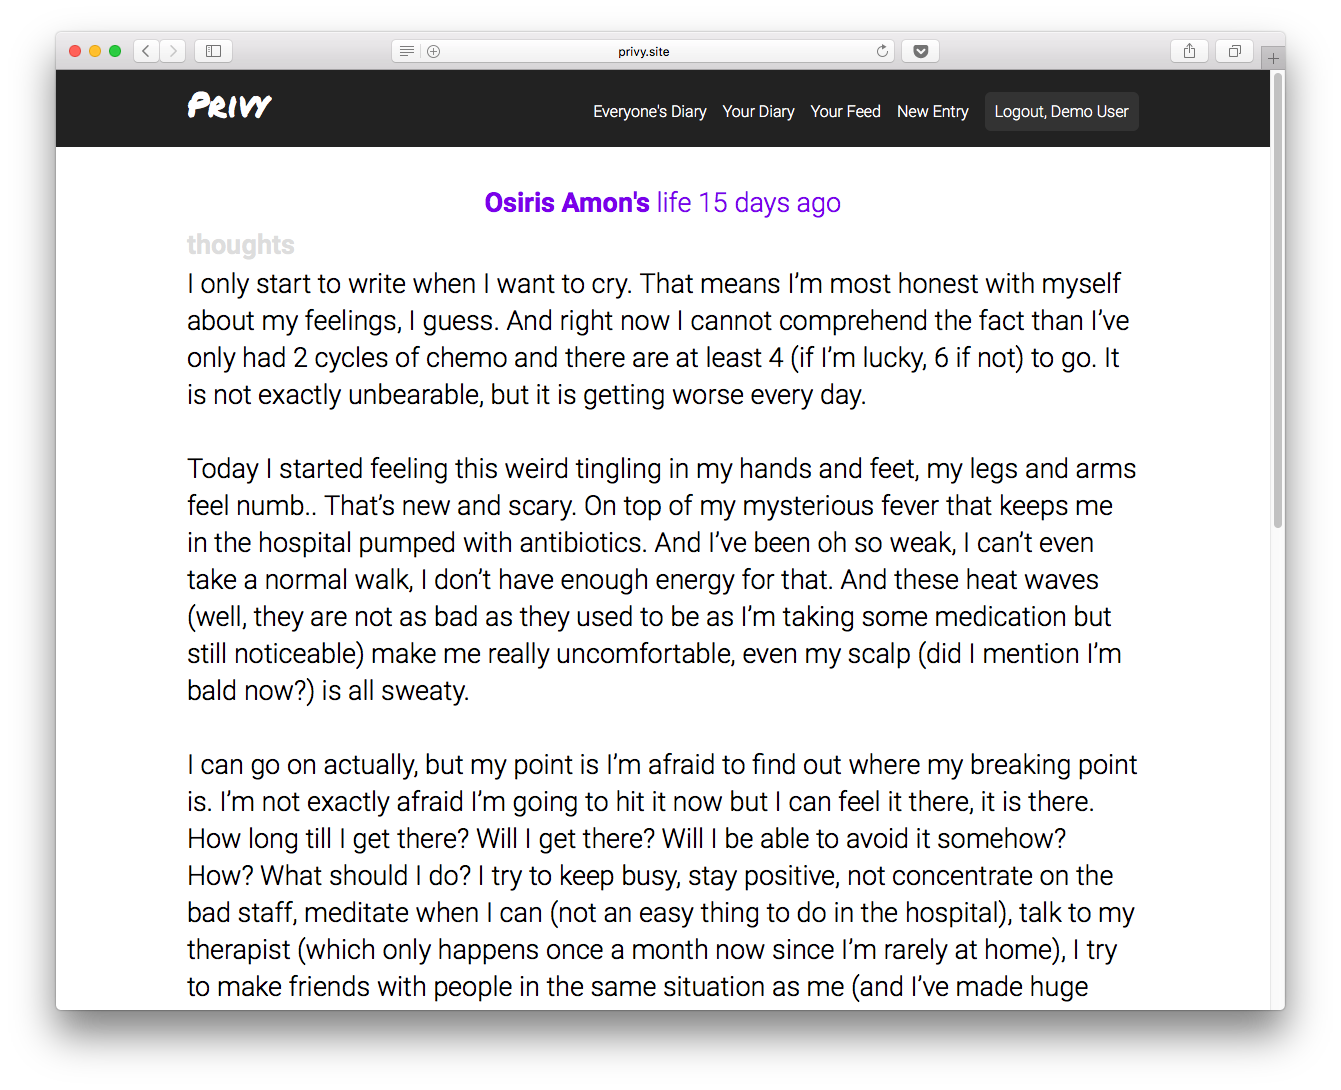 privy.site
Privy
Everyone's Diary Your Diary Your Feed New Entry Logout, Demo User
Osiris Amon's life 15 days ago
thoughts
I only start to write when I want to cry. That means I’m most honest with myself
about my feelings, I guess. And right now I cannot comprehend the fact than I’ve
only had 2 cycles of chemo and there are at least 4 (if I’m lucky, 6 if not) to go. It
is not exactly unbearable, but it is getting worse every day.
Today I started feeling this weird tingling in my hands and feet, my legs and arms
feel numb.. That’s new and scary. On top of my mysterious fever that keeps me
in the hospital pumped with antibiotics. And I’ve been oh so weak, I can’t even
take a normal walk, I don’t have enough energy for that. And these heat waves
(well, they are not as bad as they used to be as I’m taking some medication but
still noticeable) make me really uncomfortable, even my scalp (did I mention I’m
bald now?) is all sweaty.
I can go on actually, but my point is I’m afraid to find out where my breaking point
is. I’m not exactly afraid I’m going to hit it now but I can feel it there, it is there.
How long till I get there? Will I get there? Will I be able to avoid it somehow?
How? What should I do? I try to keep busy, stay positive, not concentrate on the
bad staff, meditate when I can (not an easy thing to do in the hospital), talk to my
therapist (which only happens once a month now since I’m rarely at home), I try
to make friends with people in the same situation as me (and I’ve made huge